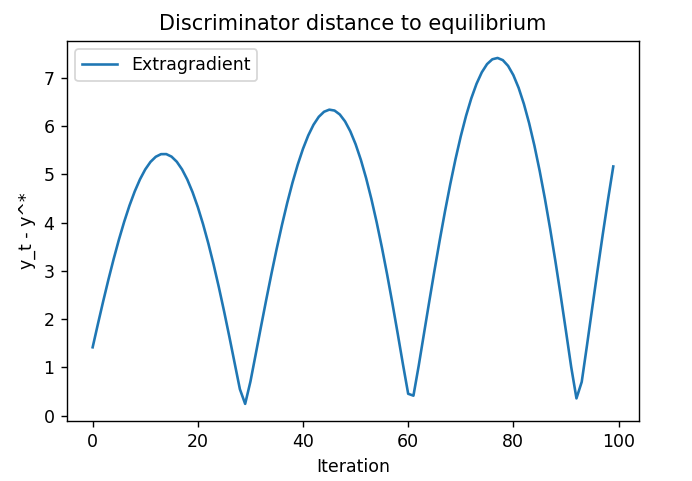 Discriminator distance to equilibrium
Extragradient
y_t - y^*
7
6
5
4
3
2
1
0
0 20 40 60 80 100
Iteration